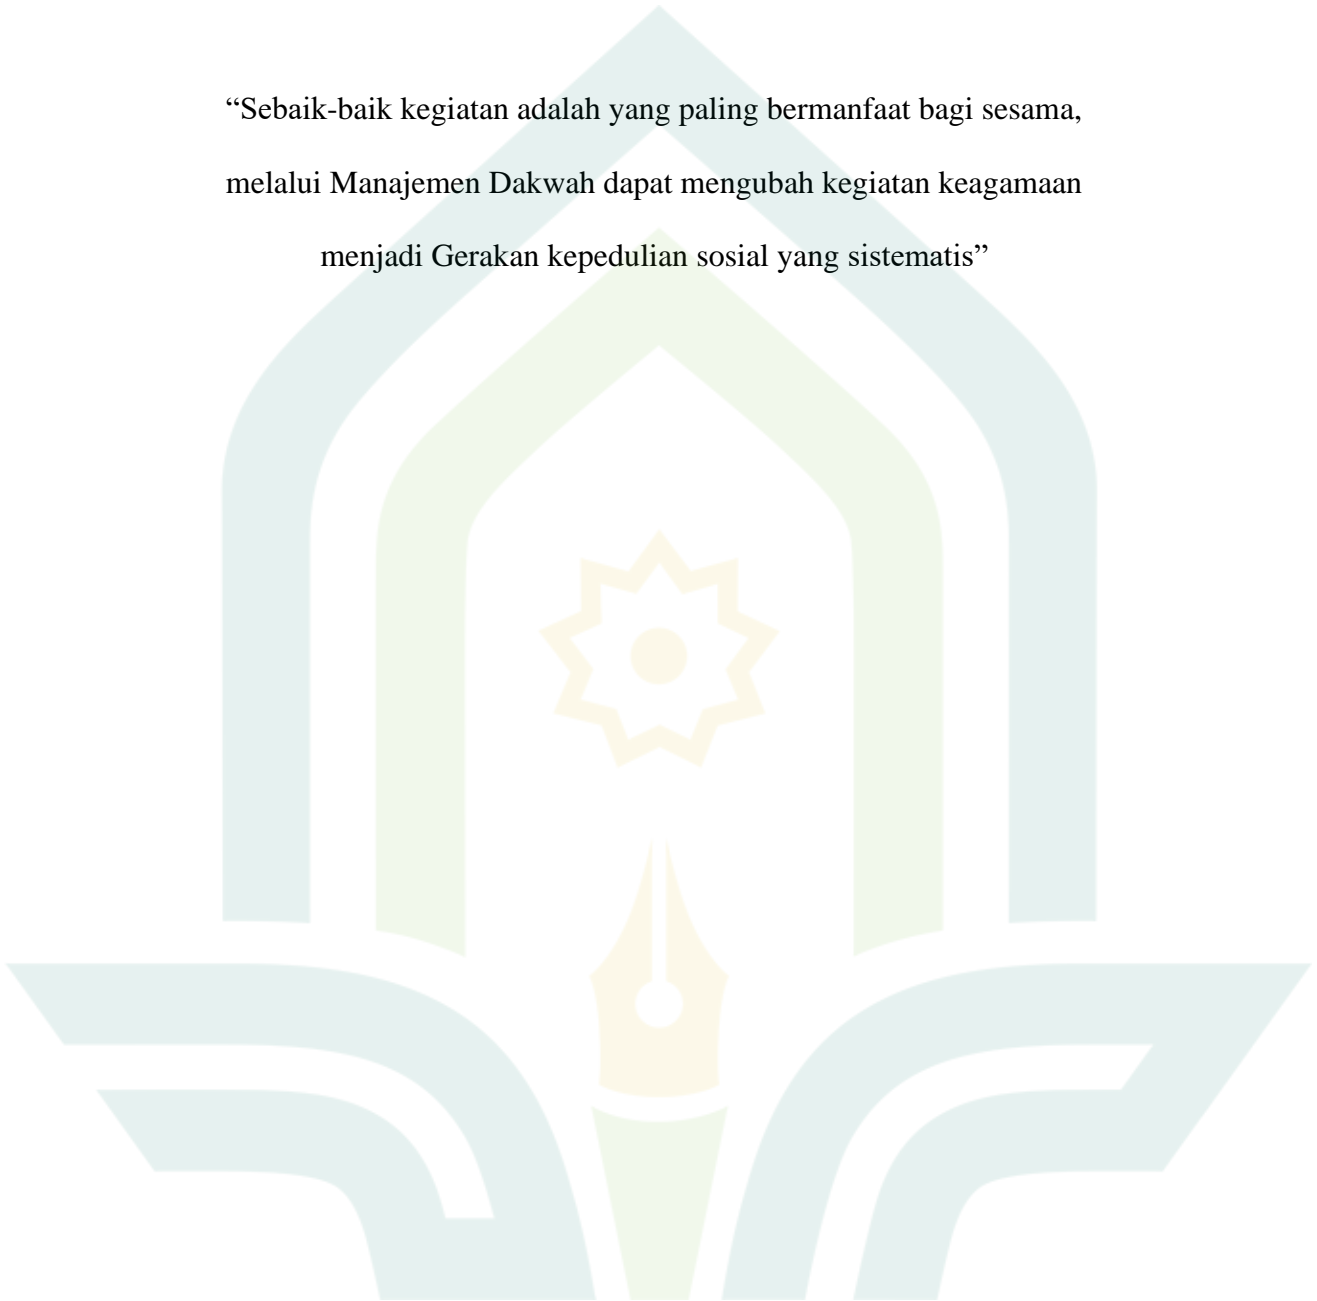 “Sebaik-baik kegiatan adalah yang paling bermanfaat bagi sesama,
melalui Manajemen Dakwah dapat mengubah kegiatan keagamaan
menjadi Gerakan kepedulian sosial yang sistematis”